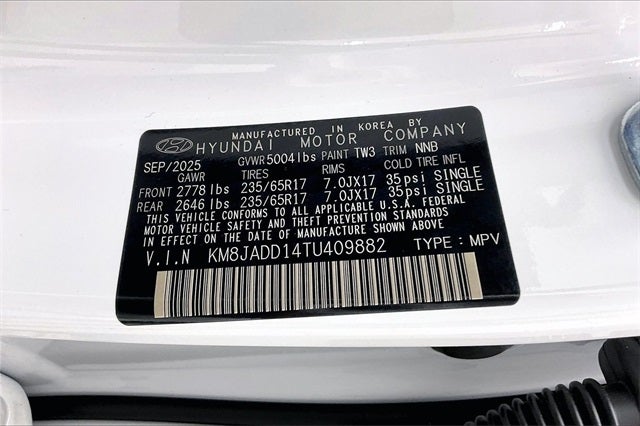 MANUFACTURED IN KOREA BY
HYUNDAI MOTOR COMPANY
SEP/2025 GVWR 5004 lbs PAINT TW3 TRIM NNB
GAWR TIRES RIMS COLD TIRE INFL
FRONT 2778 lbs 235/65R17 7.0JX17 35psi SINGLE
REAR 2646 lbs 235/65R17 7.0JX17 35psi SINGLE
THIS VEHICLE CONFORMS TO ALL APPLICABLE U.S.A. FEDERAL
MOTOR VEHICLE SAFETY AND THEFT PREVENTION STANDARDS
IN EFFECT ON THE DATE OF MANUFACTURE SHOWN ABOVE
V.I.N KM8JADD14TU409882 TYPE : MPV